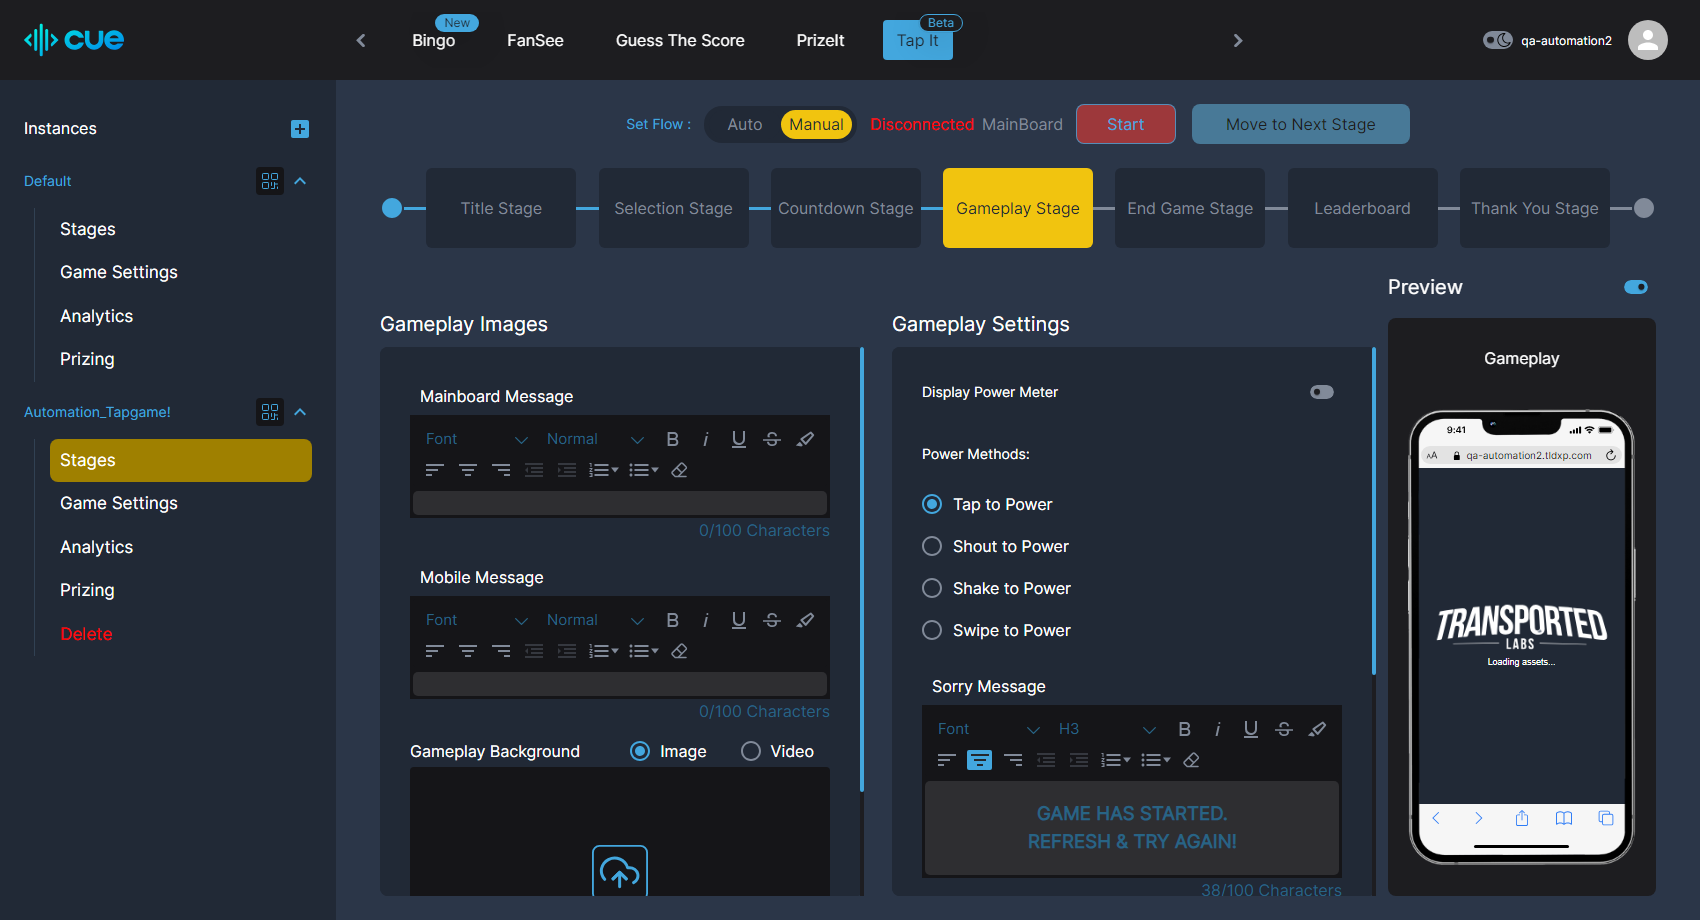 cue
Bingo
New
FanSee
Guess The Score
PrizeIt
Tap It
Beta
qa-automation2
Instances
Default
Stages
Game Settings
Analytics
Prizing
Automation_Tapgame!
Stages
Game Settings
Analytics
Prizing
Delete
Set Flow :
Auto
Manual
Disconnected MainBoard
Start
Move to Next Stage
Title Stage
Selection Stage
Countdown Stage
Gameplay Stage
End Game Stage
Leaderboard
Thank You Stage
Gameplay Images
Mainboard Message
Font
Normal
B i U S
0/100 Characters
Mobile Message
Font
Normal
B i U S
0/100 Characters
Gameplay Background
Image
Video
Gameplay Settings
Display Power Meter
Power Methods:
Tap to Power
Shout to Power
Shake to Power
Swipe to Power
Sorry Message
Font
H3
B i U S
GAME HAS STARTED.
REFRESH & TRY AGAIN!
38/100 Characters
Preview
Gameplay
9:41
AA
qa-automation2.tldxp.com
TRANSPORTED
LABS
Loading assets...